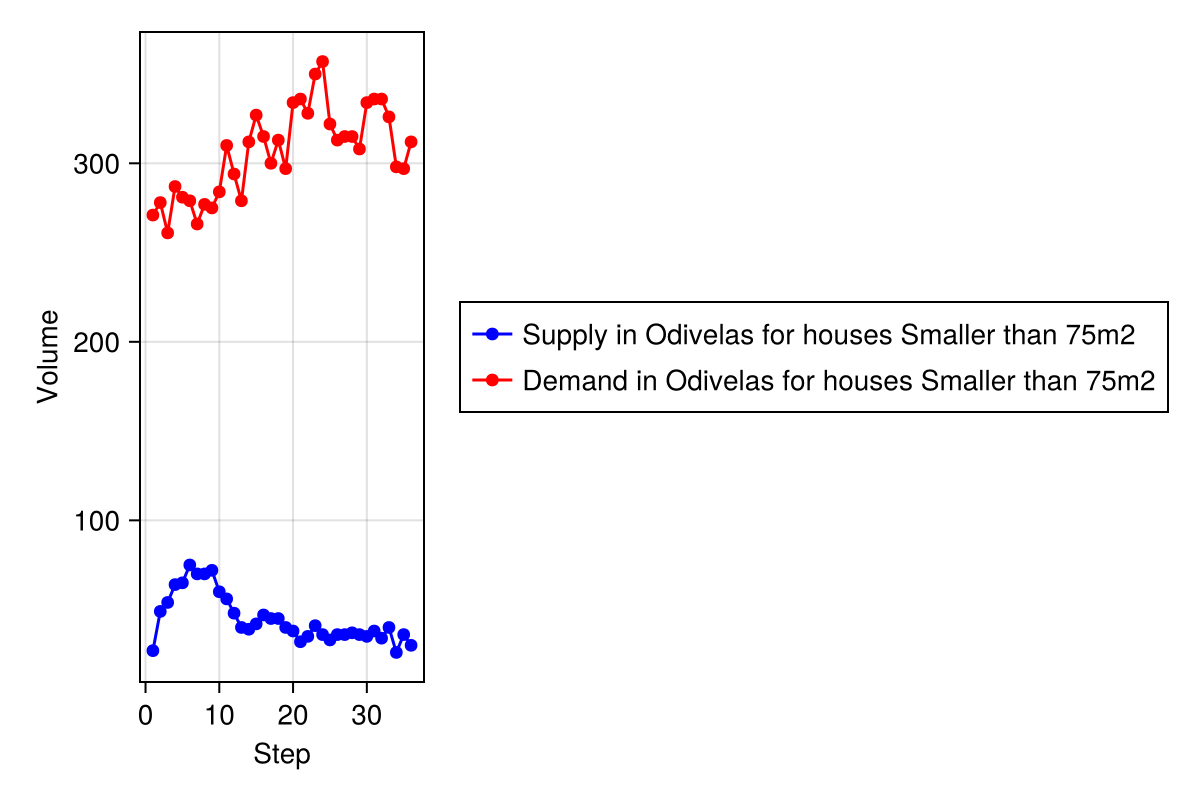 Volume
300
200
100
0 10 20 30
Step
Supply in Odivelas for houses Smaller than 75m2
Demand in Odivelas for houses Smaller than 75m2